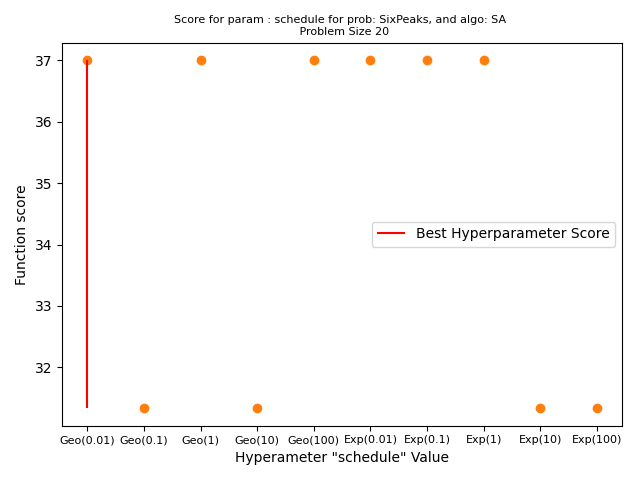 Score for param : schedule for prob: SixPeaks, and algo: SA
Problem Size 20
Function score
37
36
35
34
33
32
Best Hyperparameter Score
Geo(0.01) Geo(0.1) Geo(1) Geo(10) Geo(100) Exp(0.01) Exp(0.1) Exp(1) Exp(10) Exp(100)
Hyperameter "schedule" Value